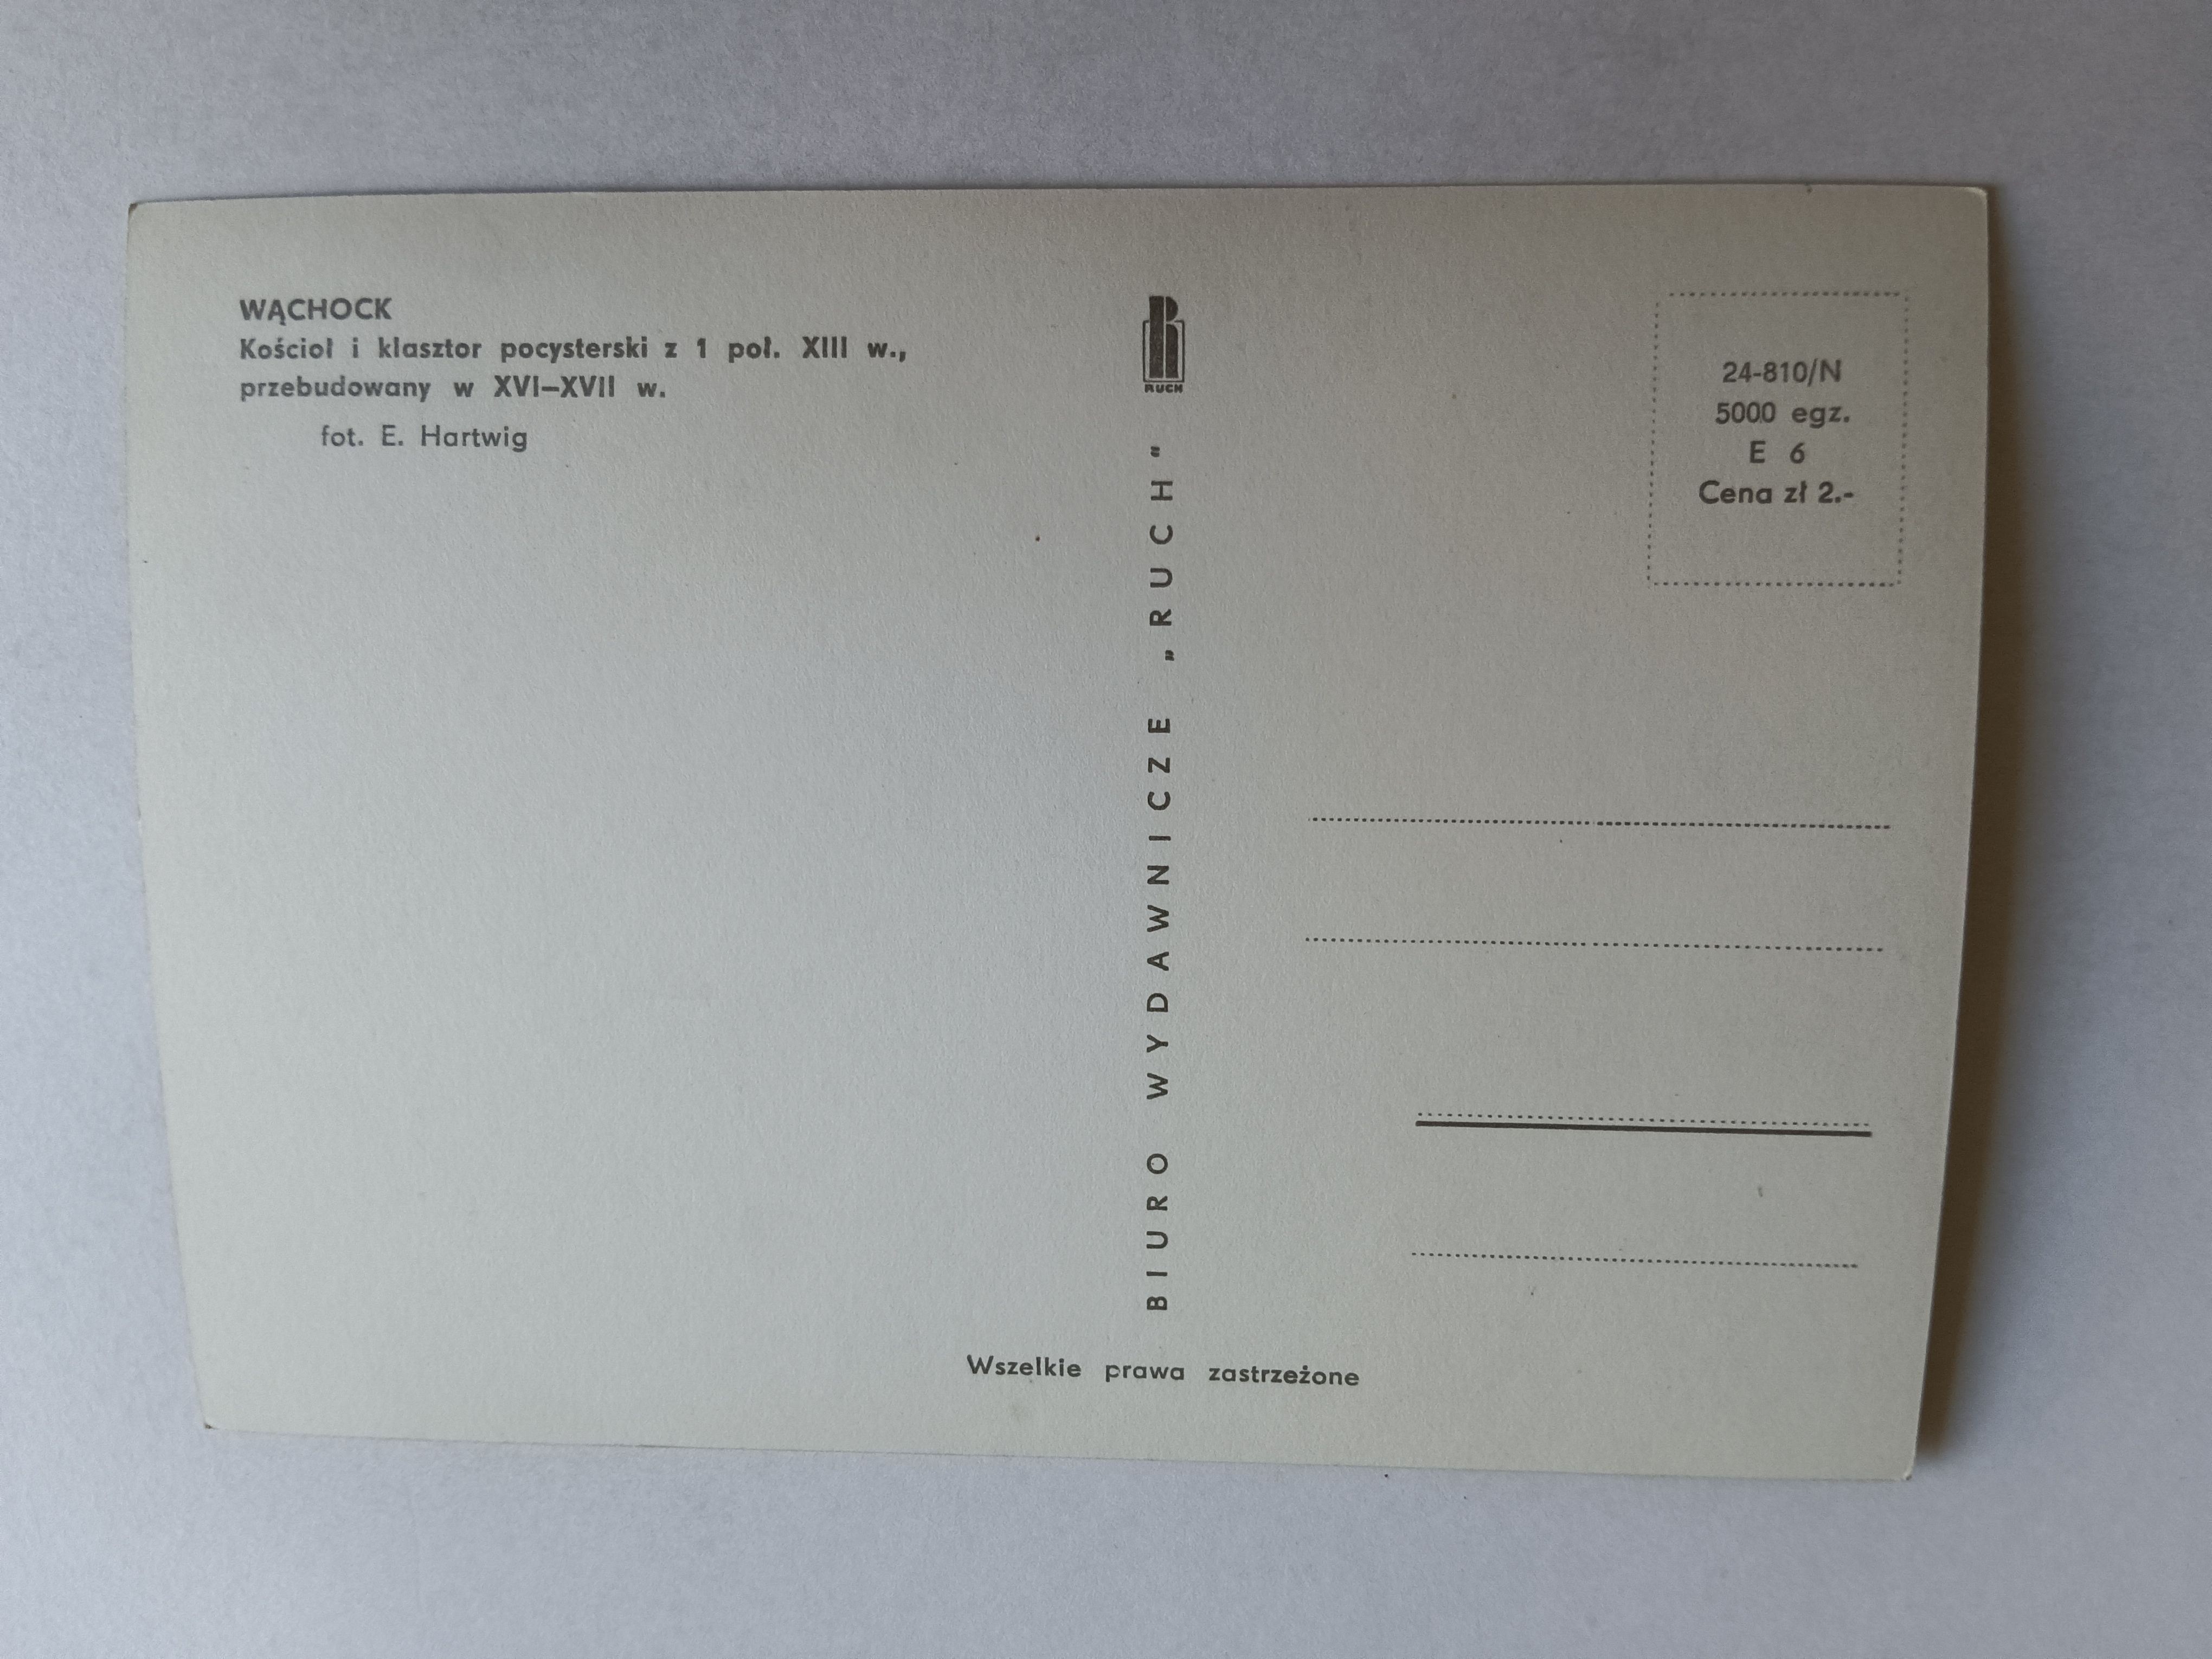 WĄCHOCK
Kościoł i klasztor pocysterski z 1 poł. XIII w.,
przebudowany w XVI–XVII w.
fot. E. Hartwig
RUCH
BIURO WYDAWNICZE „RUCH"
24-810/N
5000 egz.
E 6
Cena zł 2.-
Wszelkie prawa zastrzeżone